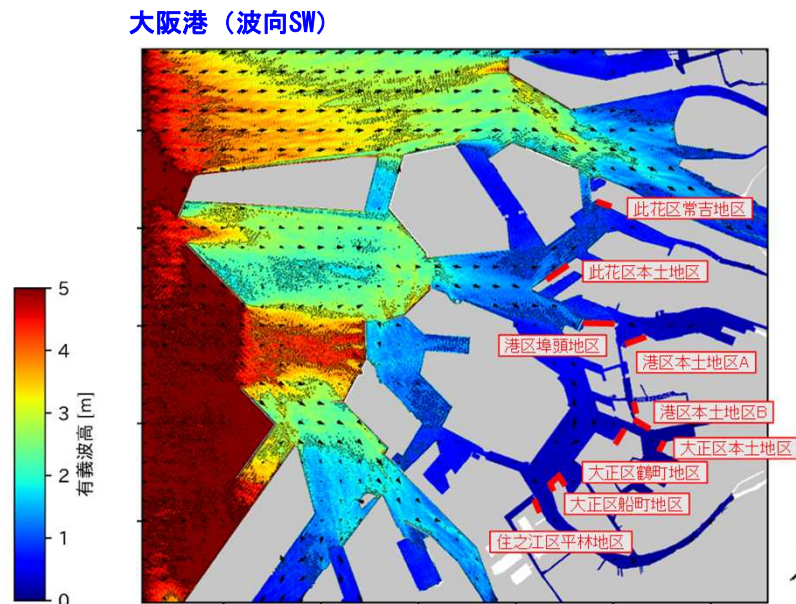 大阪港（波向SW）
此花区常吉地区
此花区本土地区
港区埠頭地区
港区本土地区A
港区本土地区B
大正区本土地区
大正区鶴町地区
大正区船町地区
住之江区平林地区
有義波高 [m]
5
4
3
2
1
0